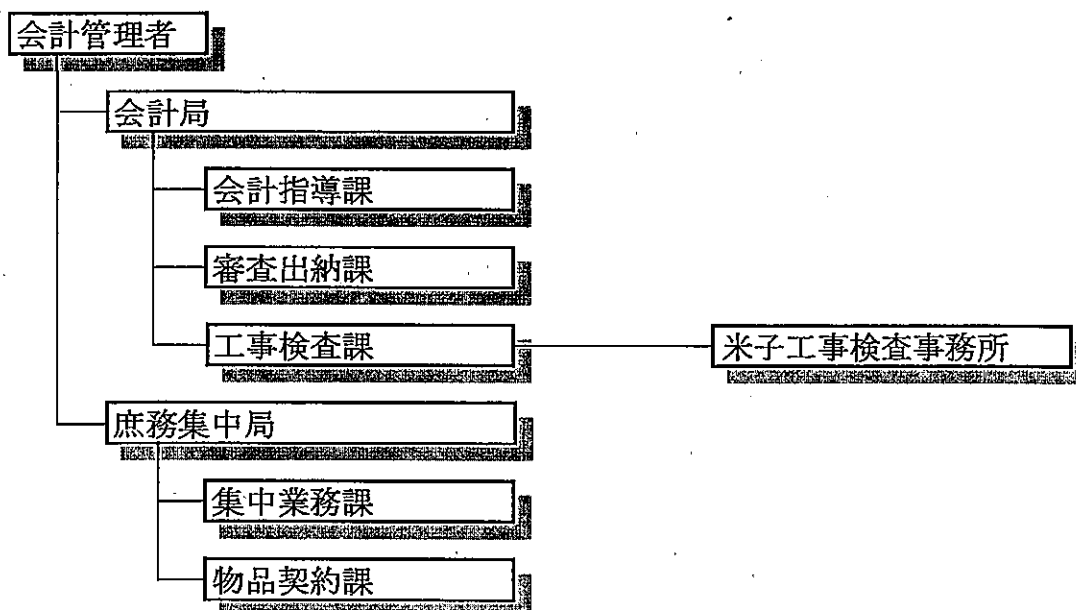 会計管理者
会計局
会計指導課
審査出納課
工事検査課
米子工事検査事務所
庶務集中局
集中業務課
物品契約課